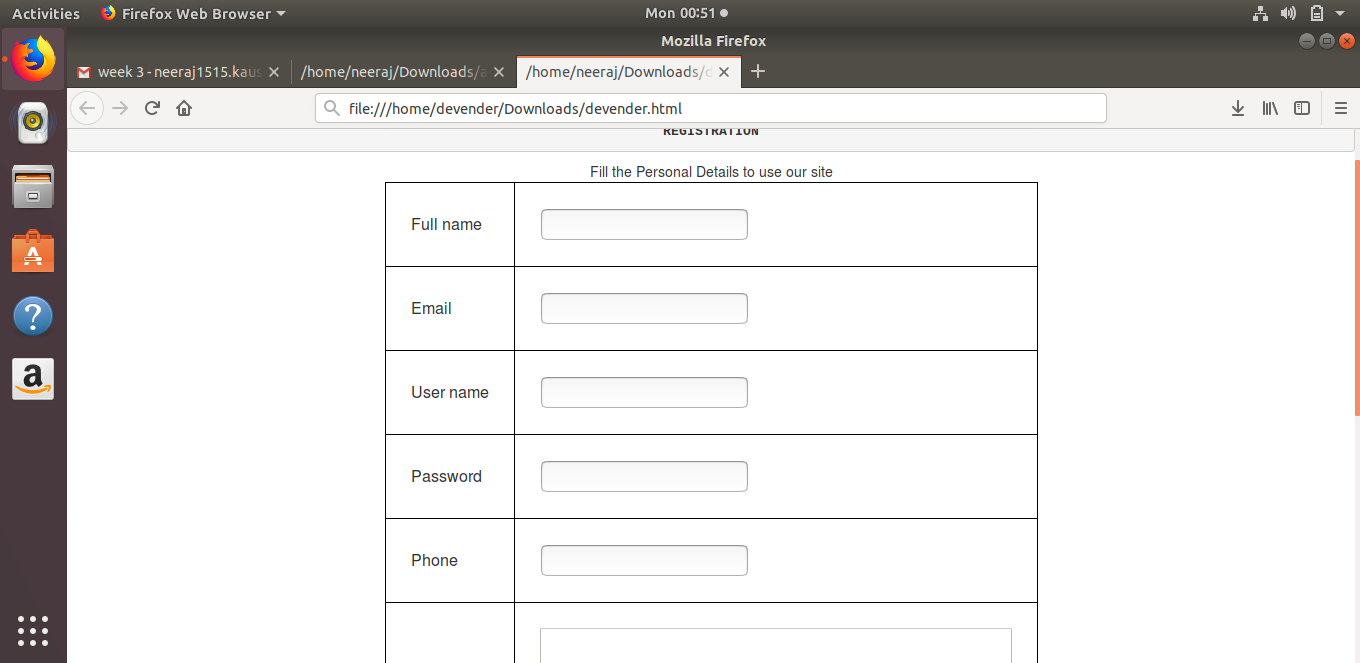 Activities Firefox Web Browser Mon 00:51
Mozilla Firefox
week 3 - neeraj1515.kaus /home/neeraj/Downloads/a /home/neeraj/Downloads/d
file:///home/devender/Downloads/devender.html
REGISTRATION
Fill the Personal Details to use our site
Full name
Email
User name
Password
Phone